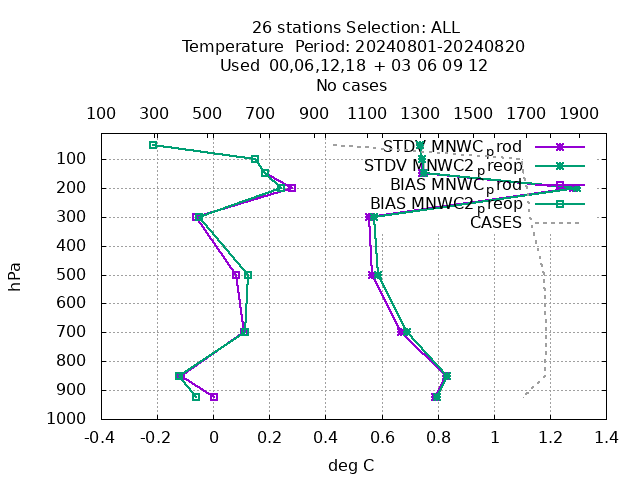 26 stations Selection: ALL
Temperature  Period: 20240801-20240820
Used  00,06,12,18 + 03 06 09 12
No cases
100 300 500 700 900 1100 1300 1500 1700 1900
STDV MNWC_prod
STDV MNWC2_preop
BIAS MNWC_prod
BIAS MNWC2_preop
CASES
100
200
300
400
500
600
700
800
900
1000
hPa
-0.4 -0.2 0 0.2 0.4 0.6 0.8 1 1.2 1.4
deg C